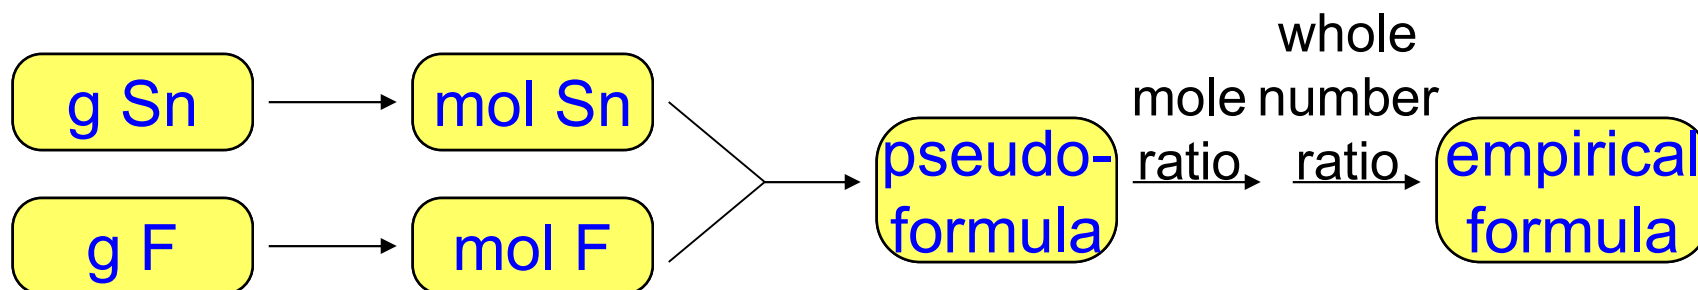 g Sn
mol Sn
g F
mol F
pseudo-
formula
mole
ratio
whole
number
ratio
empirical
formula